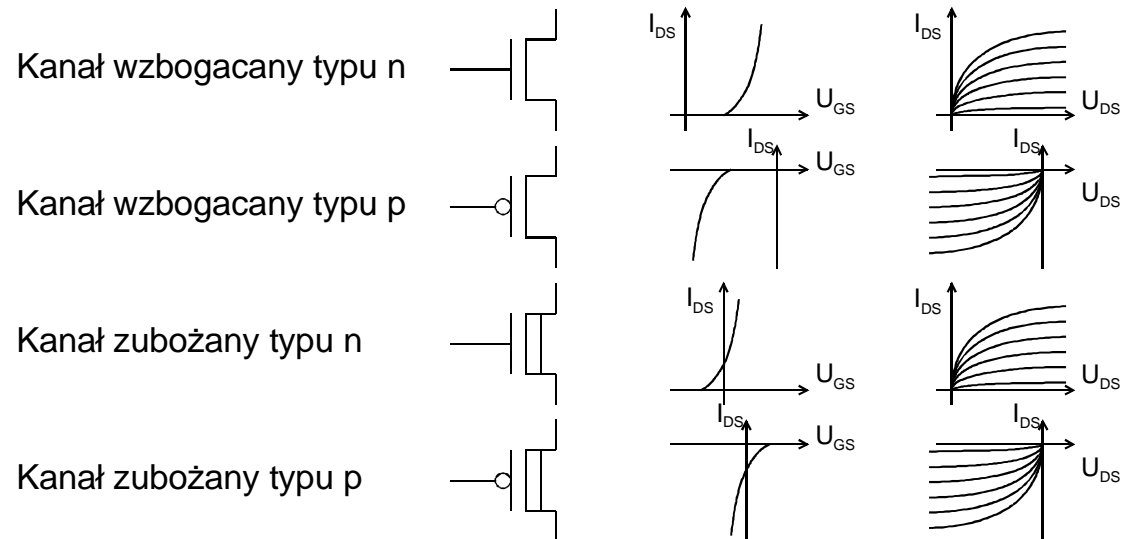 Kanał wzbogacany typu n
I_DS
U_GS
I_DS
U_DS
Kanał wzbogacany typu p
I_DS
U_GS
I_DS
U_DS
Kanał zubożany typu n
I_DS
U_GS
I_DS
U_DS
Kanał zubożany typu p
I_DS
U_GS
I_DS
U_DS